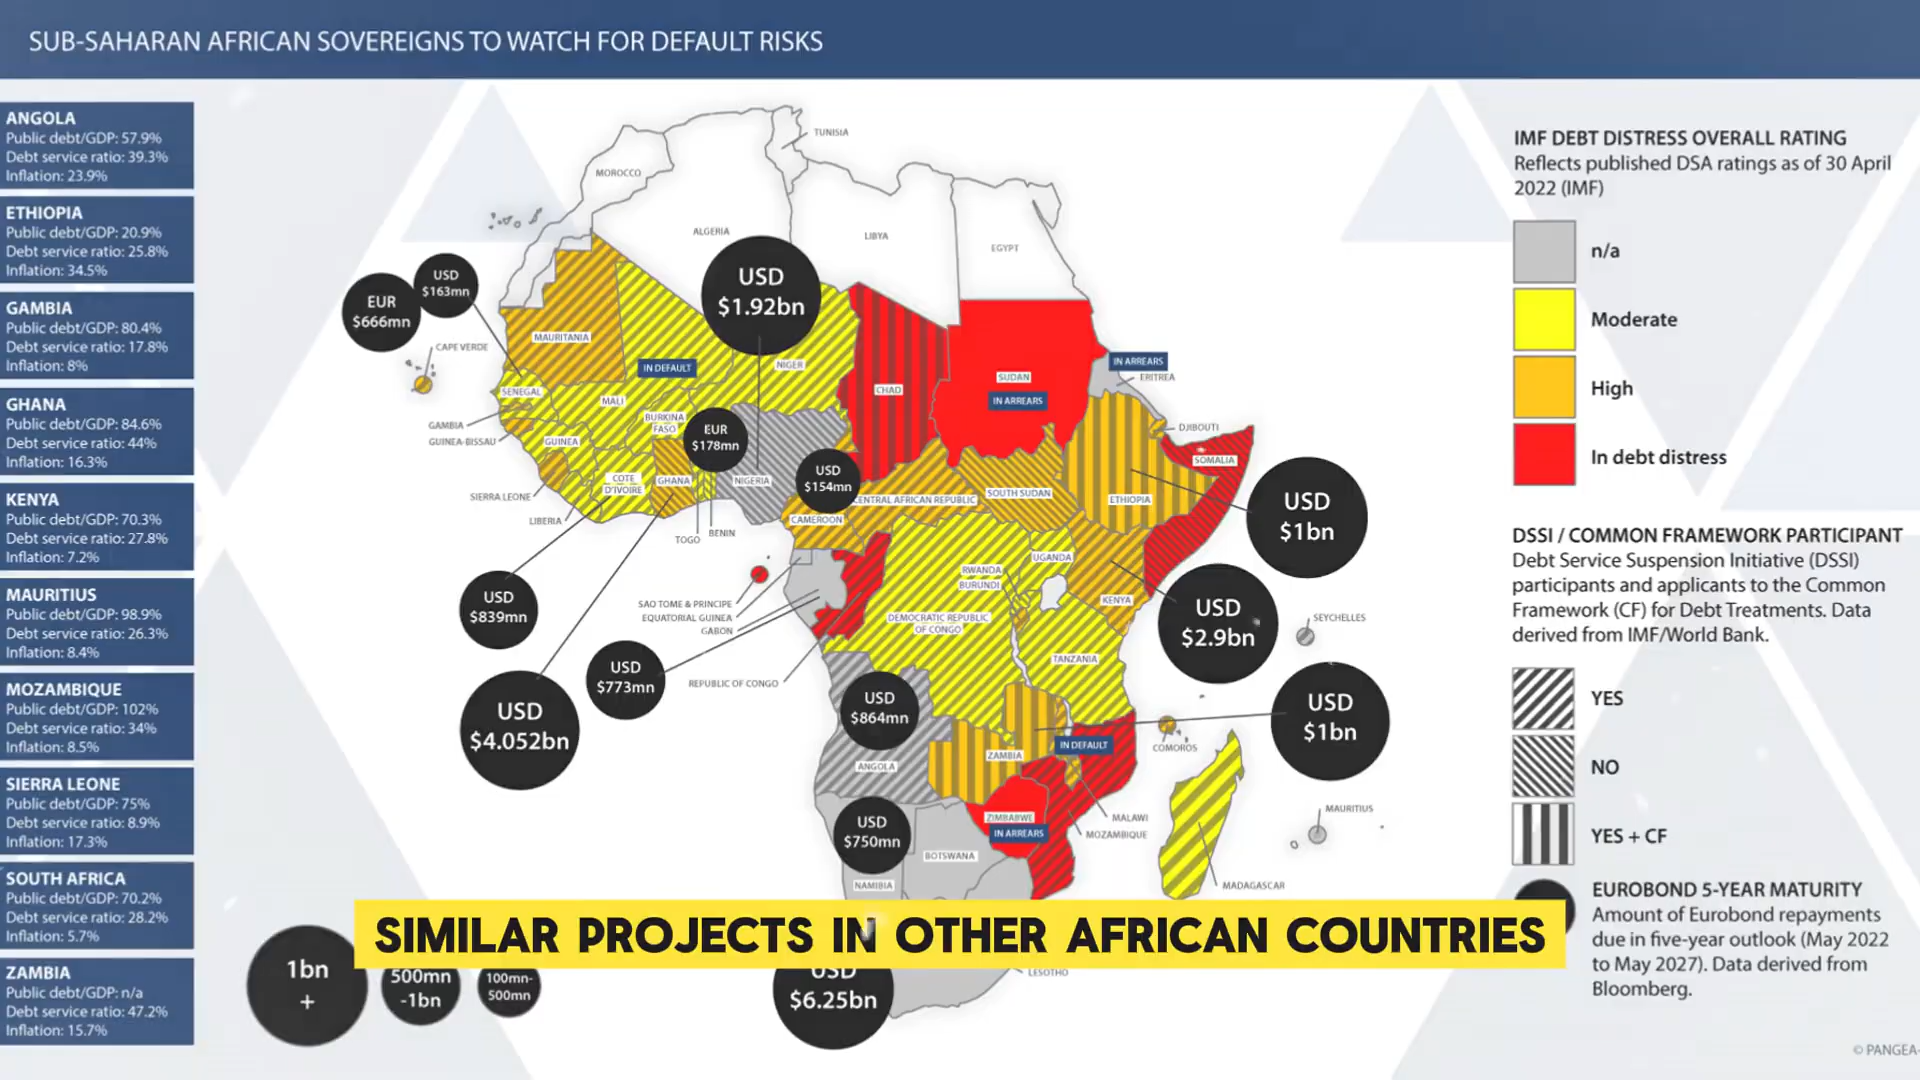 SUB-SAHARAN AFRICAN SOVEREIGNS TO WATCH FOR DEFAULT RISKS
ANGOLA
Public debt/GDP: 57.9%
Debt service ratio: 39.3%
Inflation: 23.9%
ETHIOPIA
Public debt/GDP: 20.9%
Debt service ratio: 25.8%
Inflation: 34.5%
GAMBIA
Public debt/GDP: 80.4%
Debt service ratio: 17.8%
Inflation: 8%
GHANA
Public debt/GDP: 84.6%
Debt service ratio: 44%
Inflation: 16.3%
KENYA
Public debt/GDP: 70.3%
Debt service ratio: 27.8%
Inflation: 7.2%
MAURITIUS
Public debt/GDP: 98.9%
Debt service ratio: 26.3%
Inflation: 8.4%
MOZAMBIQUE
Public debt/GDP: 102%
Debt service ratio: 34%
Inflation: 8.5%
SIERRA LEONE
Public debt/GDP: 75%
Debt service ratio: 8.9%
Inflation: 17.3%
SOUTH AFRICA
Public debt/GDP: 70.2%
Debt service ratio: 28.2%
Inflation: 5.7%
ZAMBIA
Public debt/GDP: n/a
Debt service ratio: 47.2%
Inflation: 15.7%
TUNISIA
MOROCCO
ALGERIA
LIBYA
EGYPT
USD
$1.92bn
USD
$163mn
EUR
$666mn
CAPE VERDE
MAURITANIA
IN DEFAULT
NIGER
CHAD
SUDAN
IN ARREARS
IN ARREARS
ERITREA
SENEGAL
MALI
BURKINA
FASO
GAMBIA
GUINEA-BISSAU
GUINEA
EUR
$178mn
DJIBOUTI
SOMALIA
COTE
D'IVOIRE
GHANA
NIGERIA
USD
$154mn
CENTRAL AFRICAN REPUBLIC
SOUTH SUDAN
ETHIOPIA
USD
$1bn
SIERRA LEONE
LIBERIA
TOGO
BENIN
CAMEROON
UGANDA
RWANDA
BURUNDI
KENYA
USD
$839mn
SAO TOME & PRINCIPE
EQUATORIAL GUINEA
GABON
DEMOCRATIC REPUBLIC
OF CONGO
USD
$2.9bn
SEYCHELLES
TANZANIA
USD
$773mn
REPUBLIC OF CONGO
USD
$864mn
USD
$4.052bn
USD
$1bn
ANGOLA
ZAMBIA
IN DEFAULT
COMOROS
USD
$750mn
ZIMBABWE
IN ARREARS
MALAWI
MOZAMBIQUE
MAURITIUS
BOTSWANA
NAMIBIA
MADAGASCAR
SIMILAR PROJECTS IN OTHER AFRICAN COUNTRIES
LESOTHO
USD
$6.25bn
1bn
+
500mn
-1bn
100mn-
500mn
IMF DEBT DISTRESS OVERALL RATING
Reflects published DSA ratings as of 30 April
2022 (IMF)
n/a
Moderate
High
In debt distress
DSSI / COMMON FRAMEWORK PARTICIPANT
Debt Service Suspension Initiative (DSSI)
participants and applicants to the Common
Framework (CF) for Debt Treatments. Data
derived from IMF/World Bank.
YES
NO
YES + CF
EUROBOND 5-YEAR MATURITY
Amount of Eurobond repayments
due in five-year outlook (May 2022
to May 2027). Data derived from
Bloomberg.
© PANGEA-